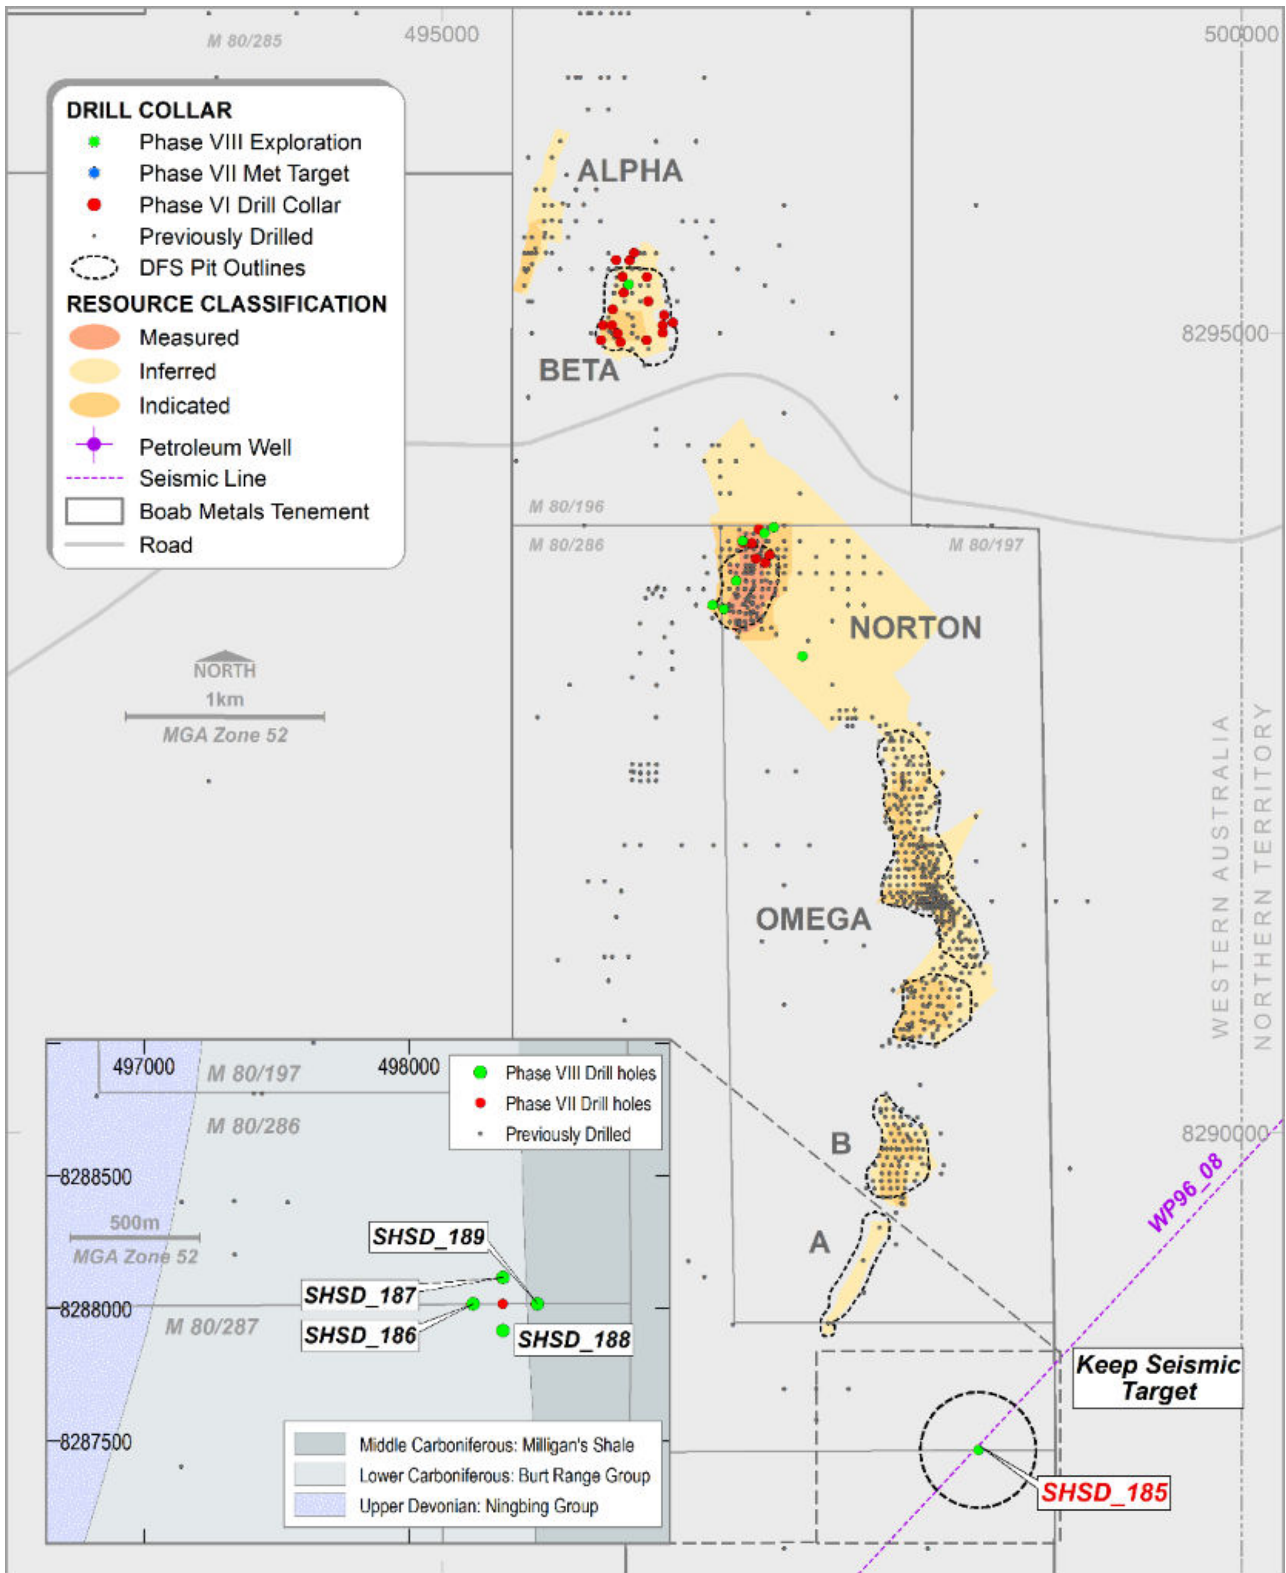 M 80/285
495000
500000
DRILL COLLAR
Phase VIII Exploration
Phase VII Met Target
Phase VI Drill Collar
Previously Drilled
DFS Pit Outlines
RESOURCE CLASSIFICATION
Measured
Inferred
Indicated
Petroleum Well
Seismic Line
Boab Metals Tenement
Road
ALPHA
BETA
8295000
M 80/196
M 80/286
M 80/197
NORTON
NORTH
1km
MGA Zone 52
WESTERN AUSTRALIA
NORTHERN TERRITORY
OMEGA
B
A
8290000
WP96_08
Keep Seismic
Target
SHSD_185
497000
498000
M 80/197
M 80/286
Phase VIII Drill holes
Phase VII Drill holes
Previously Drilled
8288500
500m
MGA Zone 52
SHSD_189
SHSD_187
8288000
M 80/287
SHSD_186
SHSD_188
8287500
Middle Carboniferous: Milligan's Shale
Lower Carboniferous: Burt Range Group
Upper Devonian: Ningbing Group